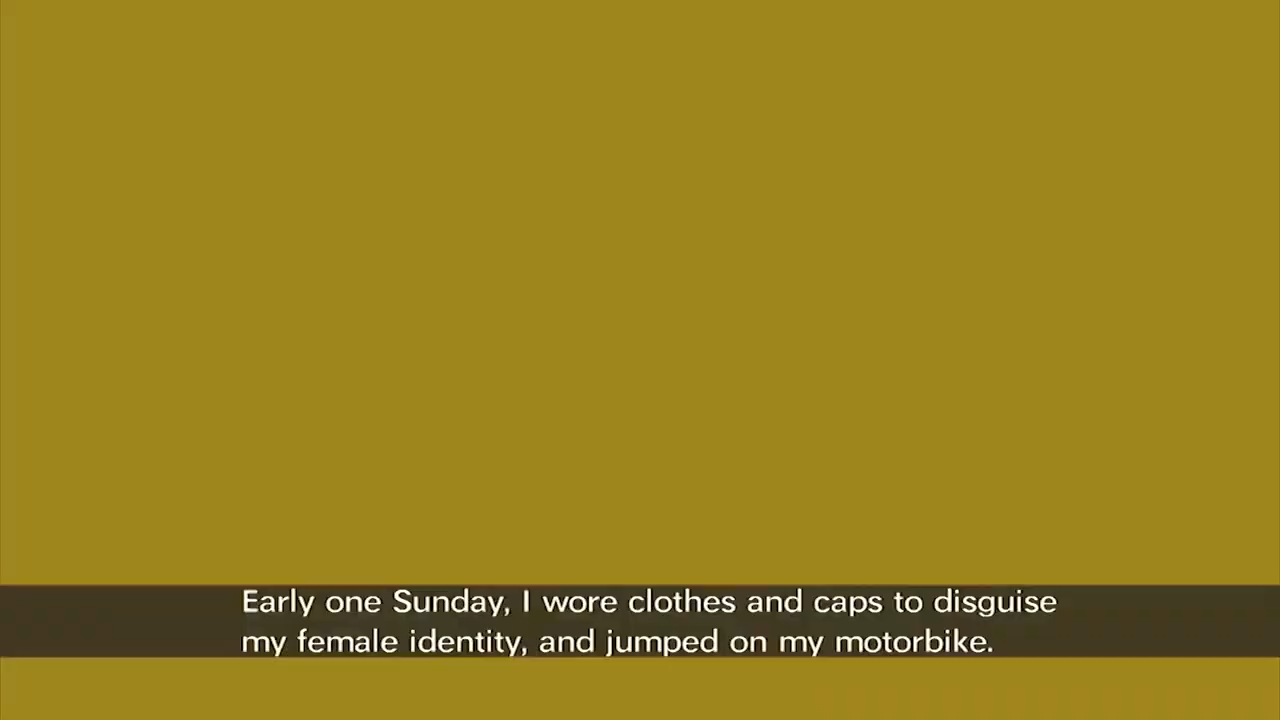 Early one Sunday, I wore clothes and caps to disguise
my female identity, and jumped on my motorbike.